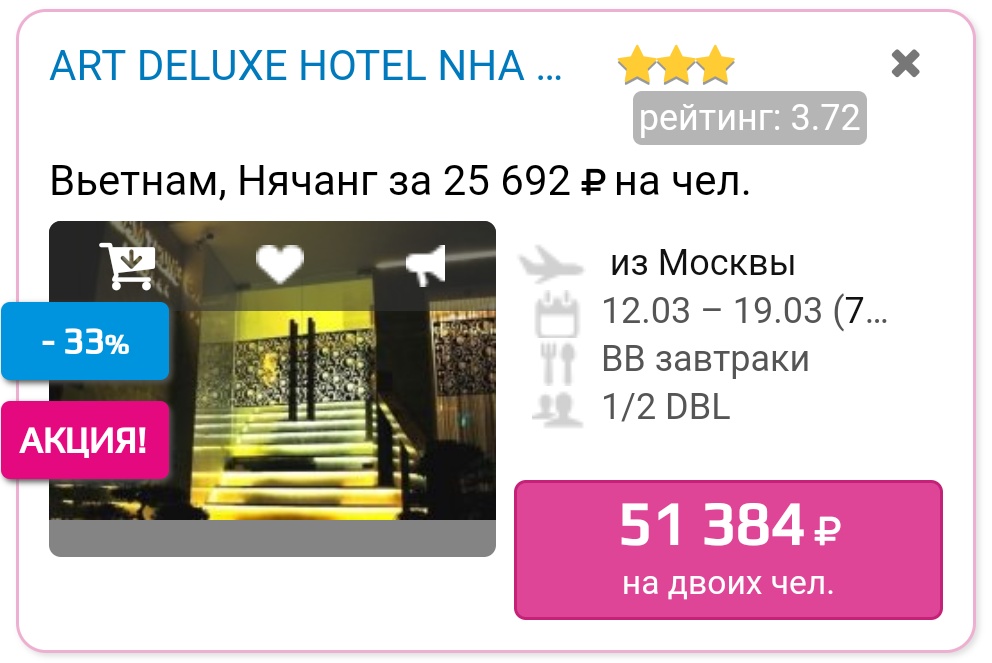 ART DELUXE HOTEL NHA ...
рейтинг: 3.72
Вьетнам, Нячанг за 25 692 ₽ на чел.
- 33%
АКЦИЯ!
из Москвы
12.03 – 19.03 (7...
BB завтраки
1/2 DBL
51 384 ₽
на двоих чел.